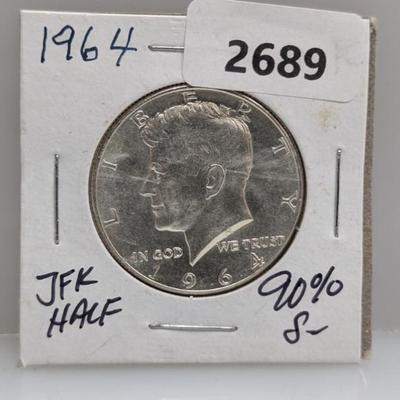 1964
2689
LIBERTY
IN GOD WE TRUST
1964
JFK
HALF
90%
S-